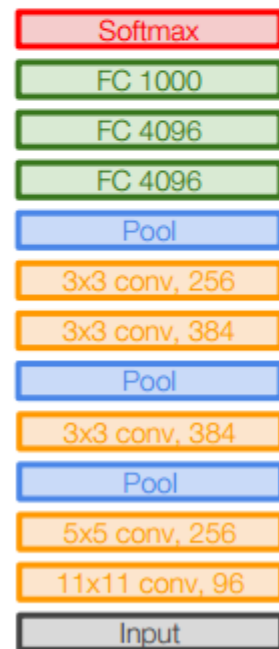 Softmax
FC 1000
FC 4096
FC 4096
Pool
3x3 conv, 256
3x3 conv, 384
Pool
3x3 conv, 384
Pool
5x5 conv, 256
11x11 conv, 96
Input